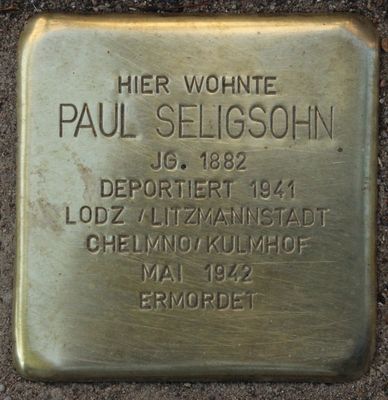 HIER WOHNTE
PAUL SELIGSOHN
JG. 1882
DEPORTIERT 1941
LODZ / LITZMANNSTADT
CHELMNO/KULMHOF
MAI 1942
ERMORDET